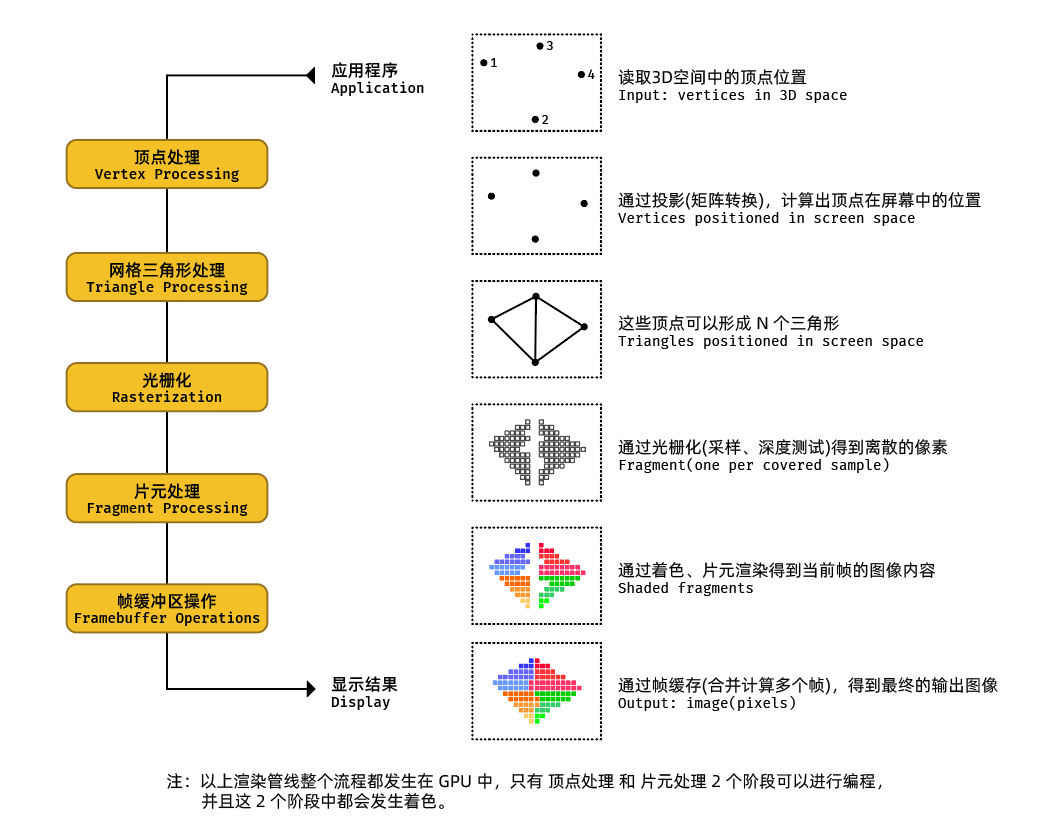 应用程序
Application
1
3
4
2
读取3D空间中的顶点位置
Input: vertices in 3D space
顶点处理
Vertex Processing
通过投影(矩阵转换)，计算出顶点在屏幕中的位置
Vertices positioned in screen space
网格三角形处理
Triangle Processing
这些顶点可以形成 N 个三角形
Triangles positioned in screen space
光栅化
Rasterization
通过光栅化(采样、深度测试)得到离散的像素
Fragment(one per covered sample)
片元处理
Fragment Processing
通过着色、片元渲染得到当前帧的图像内容
Shaded fragments
帧缓冲区操作
Framebuffer Operations
显示结果
Display
通过帧缓存(合并计算多个帧)，得到最终的输出图像
Output: image(pixels)
注：以上渲染管线整个流程都发生在 GPU 中，只有 顶点处理 和 片元处理 2 个阶段可以进行编程，
并且这 2 个阶段中都会发生着色。